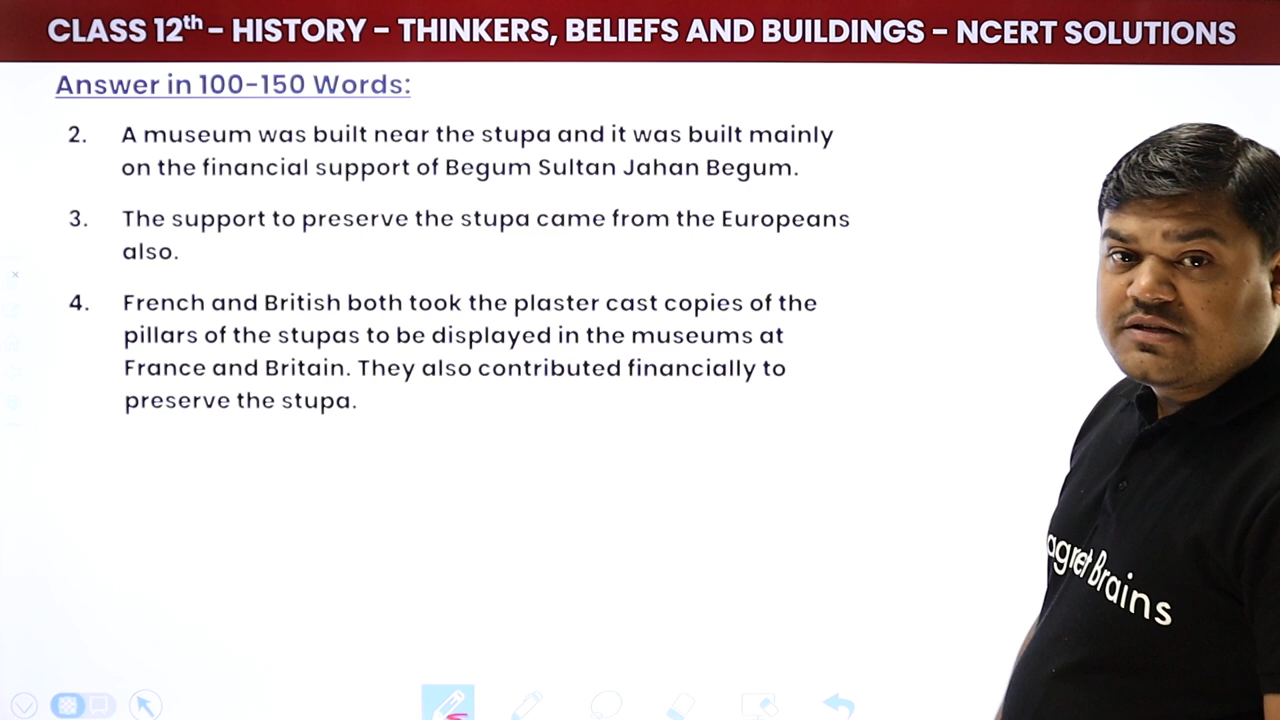 CLASS 12th – HISTORY – THINKERS, BELIEFS AND BUILDINGS – NCERT SOLUTIONS
Answer in 100-150 Words:
2. A museum was built near the stupa and it was built mainly
on the financial support of Begum Sultan Jahan Begum.
3. The support to preserve the stupa came from the Europeans
also.
4. French and British both took the plaster cast copies of the
pillars of the stupas to be displayed in the museums at
France and Britain. They also contributed financially to
preserve the stupa.
agret Brains